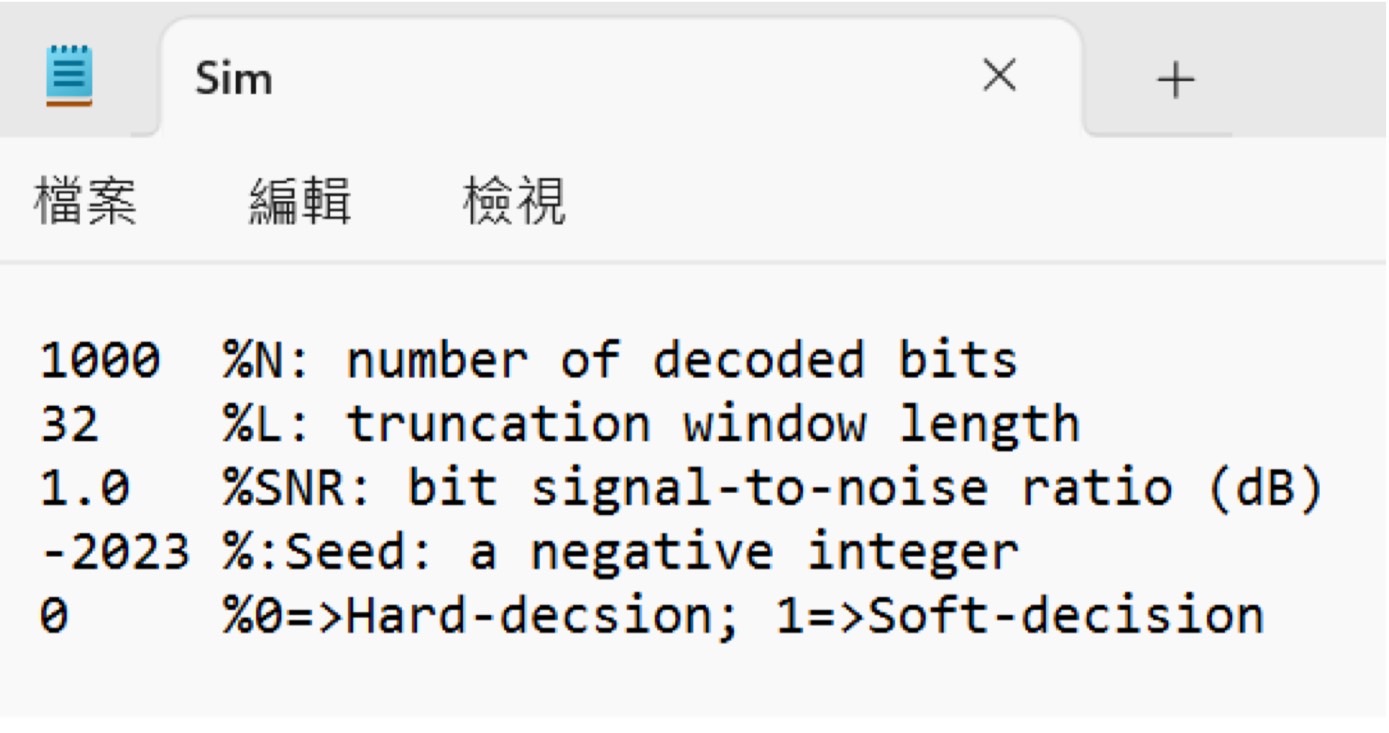 Sim
檔案 編輯 檢視
1000 %N: number of decoded bits
32 %L: truncation window length
1.0 %SNR: bit signal-to-noise ratio (dB)
-2023 %:Seed: a negative integer
0 %0=>Hard-decsion; 1=>Soft-decision